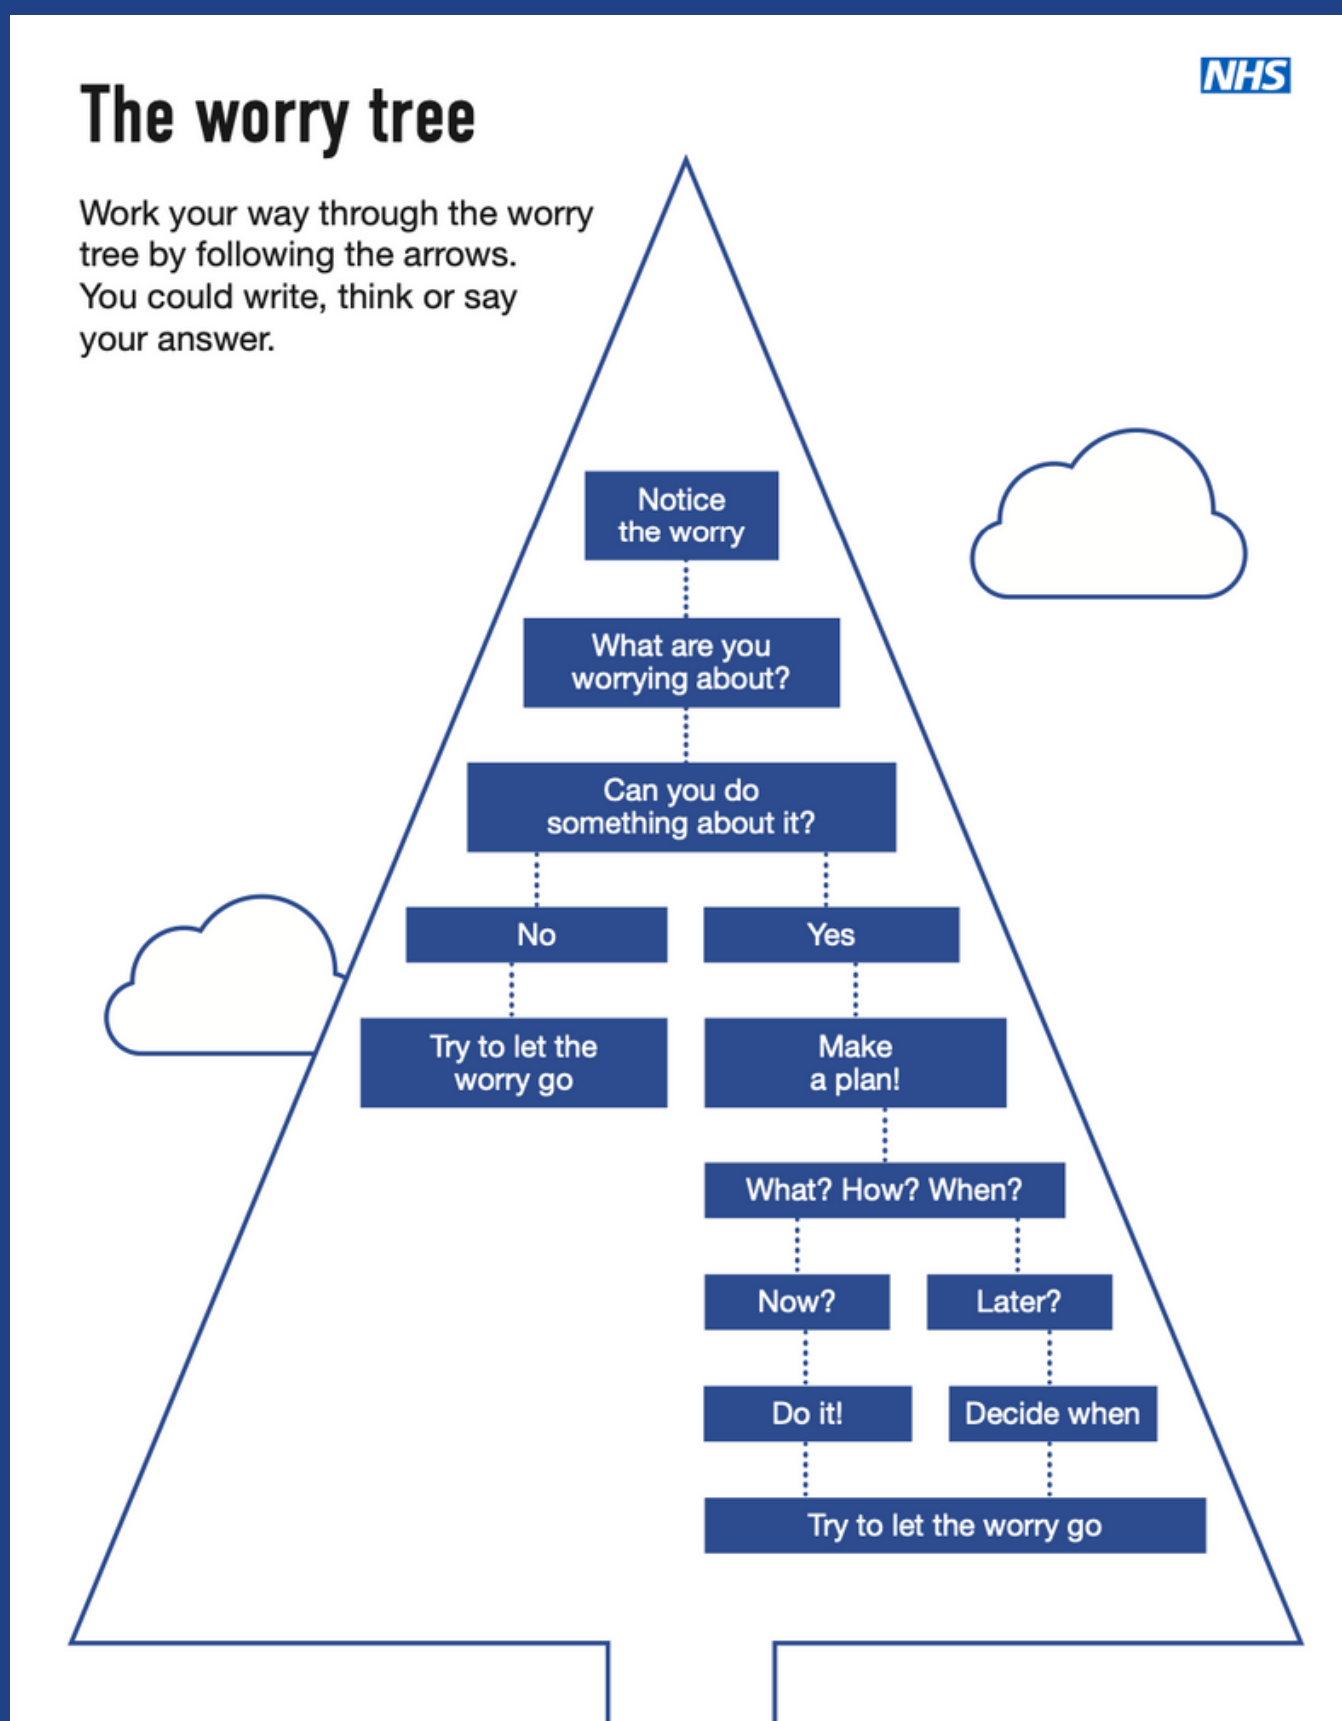 NHS
The worry tree
Work your way through the worry
tree by following the arrows.
You could write, think or say
your answer.
Notice
the worry
What are you
worrying about?
Can you do
something about it?
No
Yes
Try to let the
worry go
Make
a plan!
What? How? When?
Now?
Later?
Do it!
Decide when
Try to let the worry go